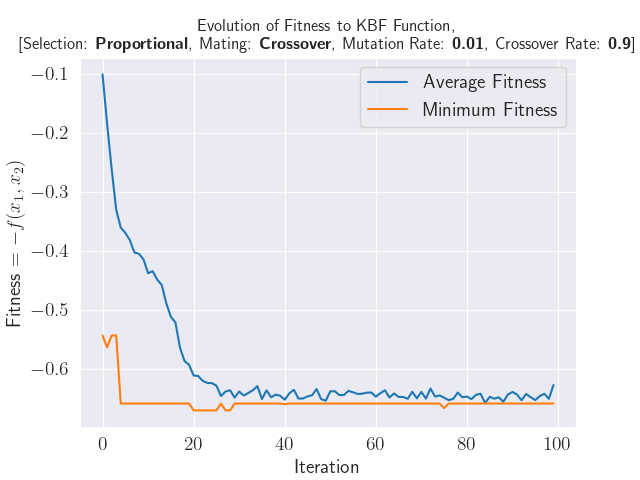 Evolution of Fitness to KBF Function,
[Selection: Proportional, Mating: Crossover, Mutation Rate: 0.01, Crossover Rate: 0.9]
Average Fitness
Minimum Fitness
Fitness = −f(x₁, x₂)
−0.1
−0.2
−0.3
−0.4
−0.5
−0.6
0 20 40 60 80 100
Iteration